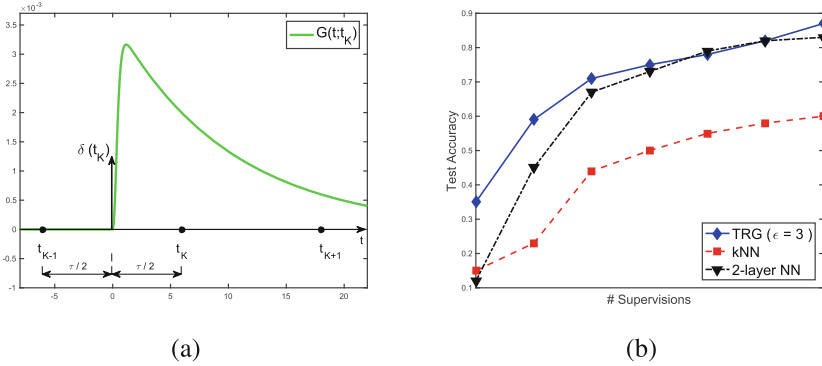 ×10⁻³
3.5
3
2.5
2
1.5
1
0.5
0
-0.5
-1
G(t;t_K)
δ (t_K)
t_{K-1}
t_K
t_{K+1}
t
τ / 2
τ / 2
-5
0
5
10
15
20
(a)
0.9
0.8
0.7
0.6
0.5
0.4
0.3
0.2
0.1
Test Accuracy
TRG ( ϵ = 3 )
kNN
2-layer NN
# Supervisions
(b)